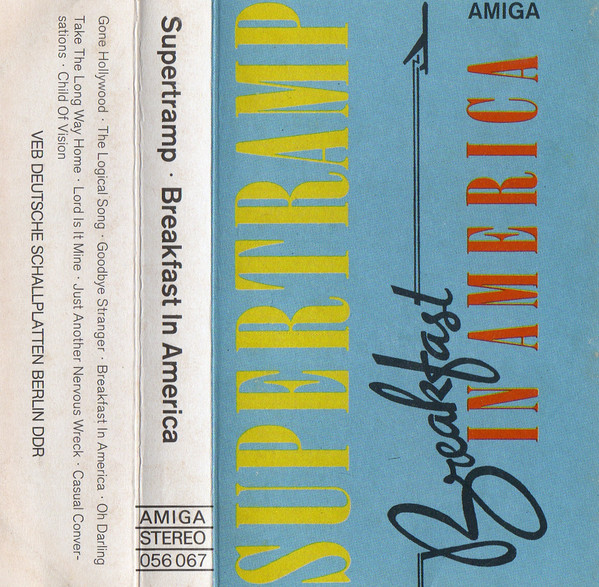 Gone Hollywood · The Logical Song · Goodbye Stranger · Breakfast In America · Oh Darling
Take The Long Way Home · Lord Is It Mine · Just Another Nervous Wreck · Casual Conver-
sations · Child Of Vision
VEB DEUTSCHE SCHALLPLATTEN BERLIN DDR
Supertramp · Breakfast In America
AMIGA
STEREO
056 067
SUPERTRAMP
Breakfast
IN AMERICA
AMIGA